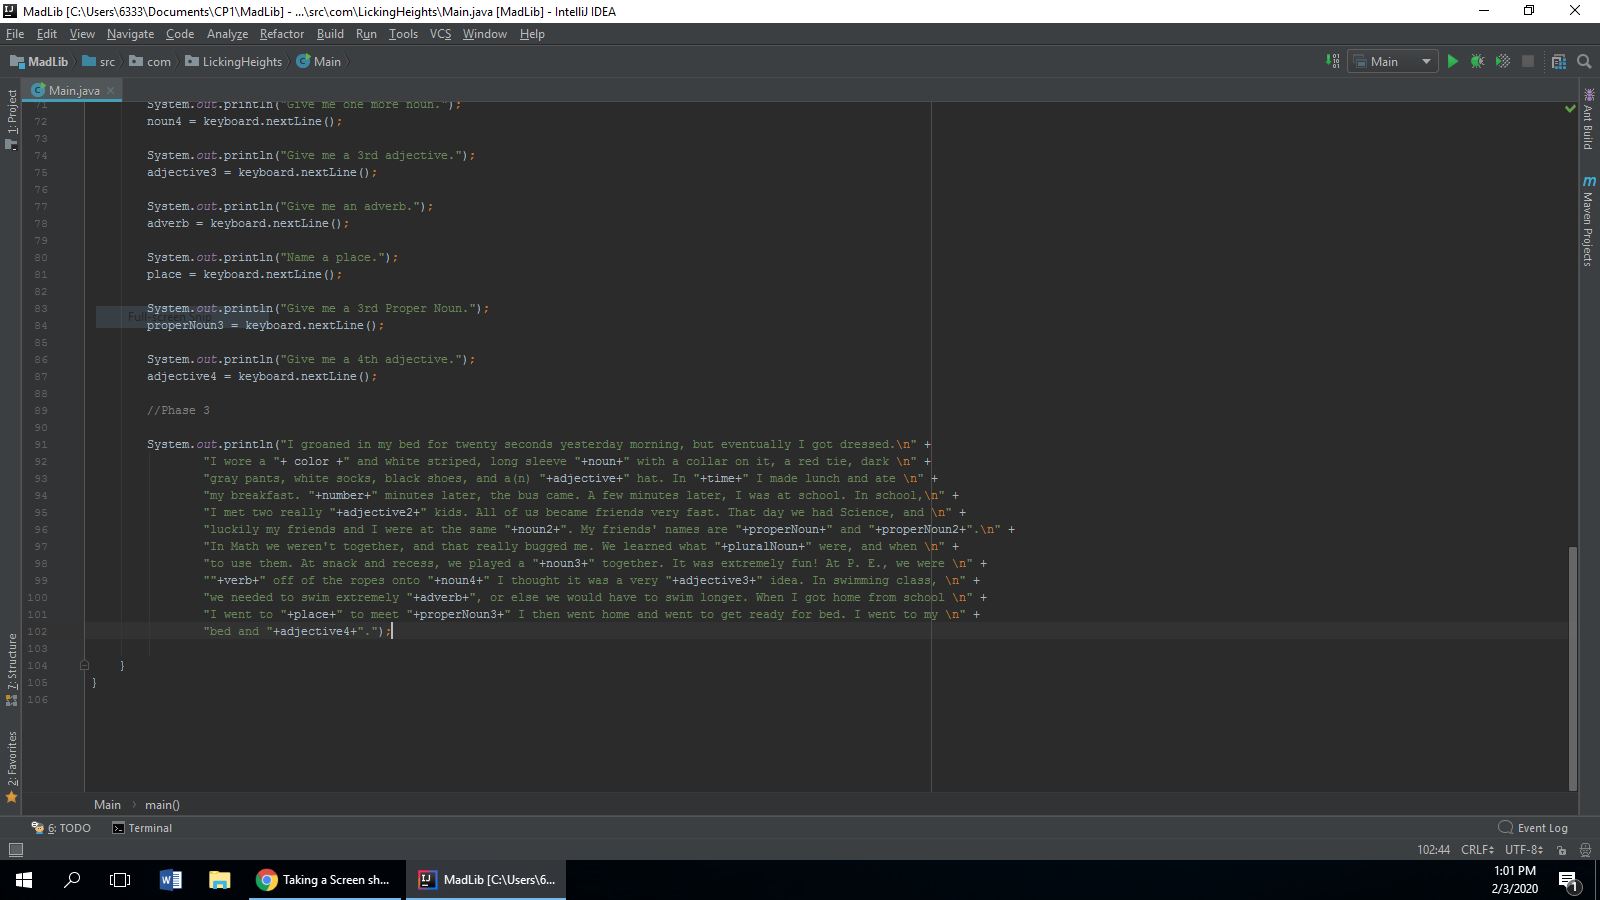 MadLib [C:\Users\6333\Documents\CP1\MadLib] - ...\src\com\LickingHeights\Main.java [MadLib] - IntelliJ IDEA
File Edit View Navigate Code Analyze Refactor Build Run Tools VCS Window Help
MadLib src com LickingHeights Main Main
Main.java
1: Project
Ant Build
Maven Projects
7: Structure
2: Favorites
71 System.out.println("Give me one more noun.");
72 noun4 = keyboard.nextLine();
73
74 System.out.println("Give me a 3rd adjective.");
75 adjective3 = keyboard.nextLine();
76
77 System.out.println("Give me an adverb.");
78 adverb = keyboard.nextLine();
79
80 System.out.println("Name a place.");
81 place = keyboard.nextLine();
82
83 System.out.println("Give me a 3rd Proper Noun.");
Full-screen Snip
84 properNoun3 = keyboard.nextLine();
85
86 System.out.println("Give me a 4th adjective.");
87 adjective4 = keyboard.nextLine();
88
89 //Phase 3
90
91 System.out.println("I groaned in my bed for twenty seconds yesterday morning, but eventually I got dressed.\n" +
92 "I wore a "+ color +" and white striped, long sleeve "+noun+" with a collar on it, a red tie, dark \n" +
93 "gray pants, white socks, black shoes, and a(n) "+adjective+" hat. In "+time+" I made lunch and ate \n" +
94 "my breakfast. "+number+" minutes later, the bus came. A few minutes later, I was at school. In school,\n" +
95 "I met two really "+adjective2+" kids. All of us became friends very fast. That day we had Science, and \n" +
96 "luckily my friends and I were at the same "+noun2+". My friends' names are "+properNoun+" and "+properNoun2+".\n" +
97 "In Math we weren't together, and that really bugged me. We learned what "+pluralNoun+" were, and when \n" +
98 "to use them. At snack and recess, we played a "+noun3+" together. It was extremely fun! At P. E., we were \n" +
99 ""+verb+" off of the ropes onto "+noun4+" I thought it was a very "+adjective3+" idea. In swimming class, \n" +
100 "we needed to swim extremely "+adverb+", or else we would have to swim longer. When I got home from school \n" +
101 "I went to "+place+" to meet "+properNoun3+" I then went home and went to get ready for bed. I went to my \n" +
102 "bed and "+adjective4+".");
103
104 }
105 }
106
Main main()
6: TODO Terminal Event Log
102:44 CRLF UTF-8
Taking a Screen sh... MadLib [C:\Users\6...
1:01 PM
2/3/2020
1